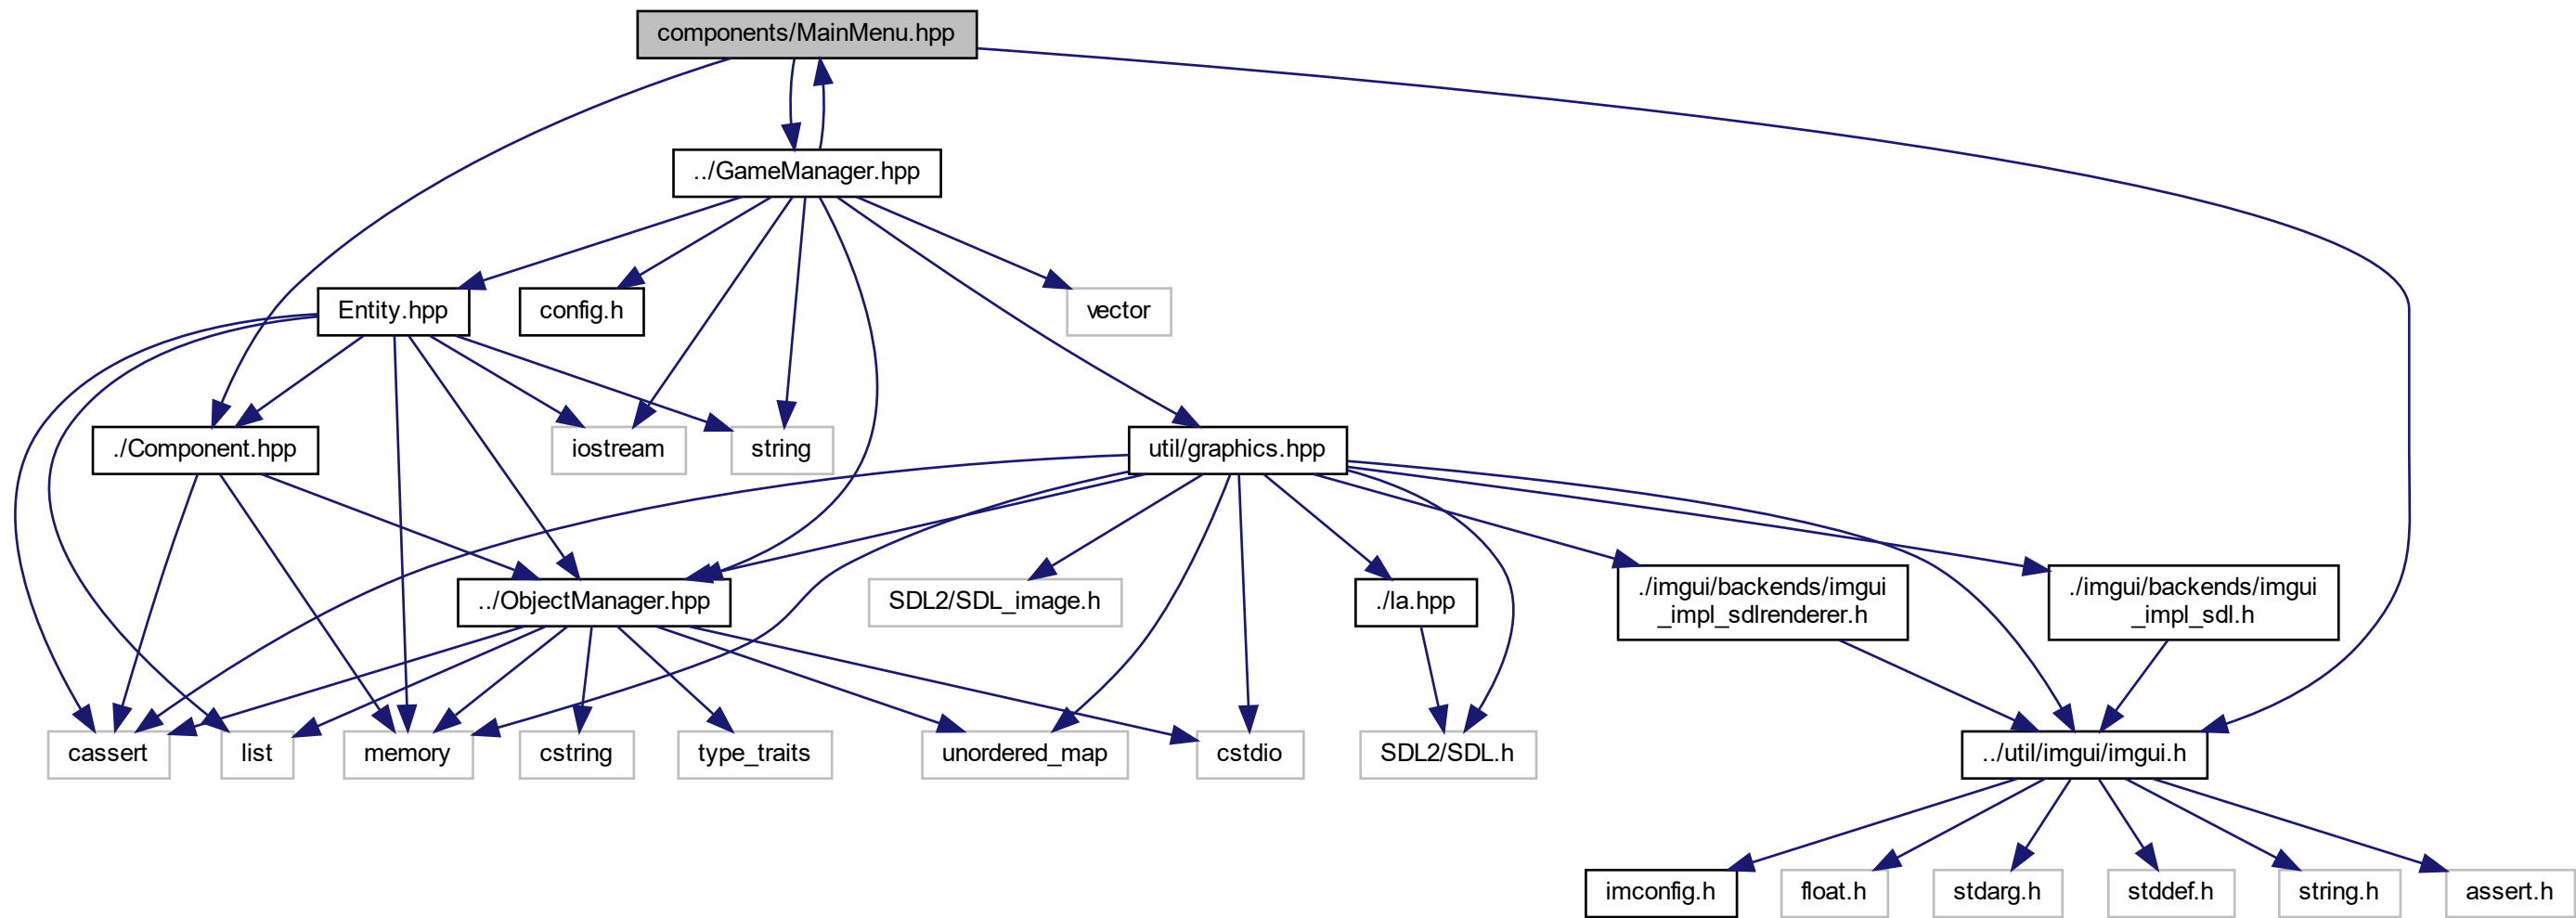 components/MainMenu.hpp
../GameManager.hpp
Entity.hpp
config.h
vector
./Component.hpp
iostream
string
util/graphics.hpp
../ObjectManager.hpp
SDL2/SDL_image.h
./la.hpp
./imgui/backends/imgui
_impl_sdlrenderer.h
./imgui/backends/imgui
_impl_sdl.h
cassert
list
memory
cstring
type_traits
unordered_map
cstdio
SDL2/SDL.h
../util/imgui/imgui.h
imconfig.h
float.h
stdarg.h
stddef.h
string.h
assert.h